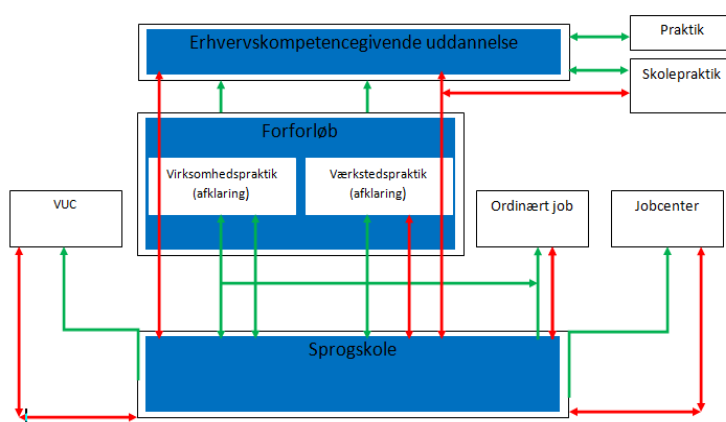 Erhvervskompetencegivende uddannelse
Praktik
Skolepraktik
Forforløb
Virksomhedspraktik
(afklaring)
Værkstedspraktik
(afklaring)
VUC
Ordinært job
Jobcenter
Sprogskole